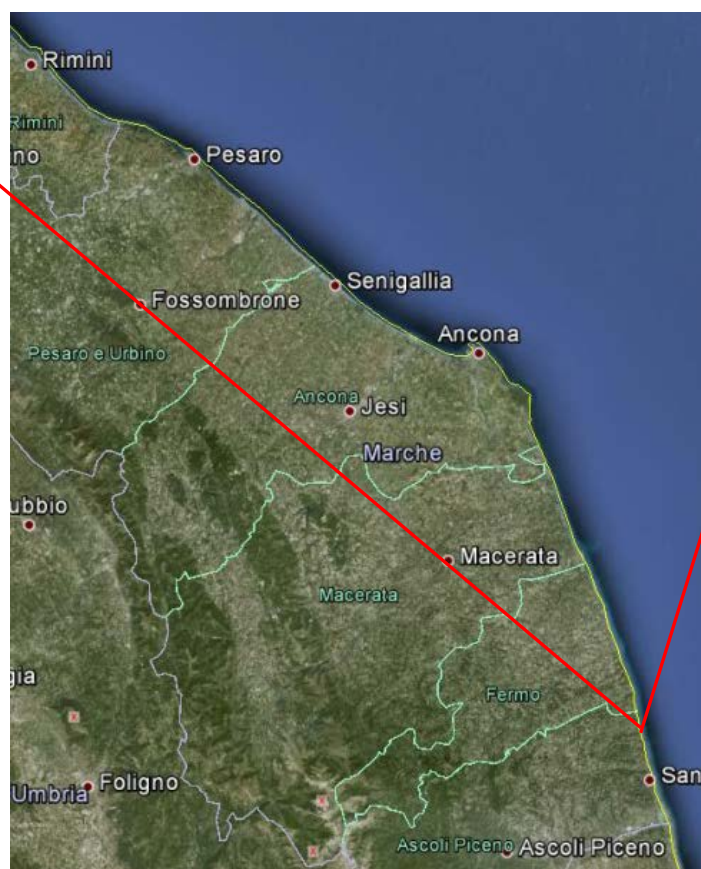 Rimini
Rimini
no
Pesaro
Senigallia
Fossombrone
Ancona
Pesaro e Urbino
Ancona
Jesi
Marche
ubbio
Macerata
Macerata
gia
Fermo
San
Foligno
Umbria
Ascoli Piceno
Ascoli Piceno